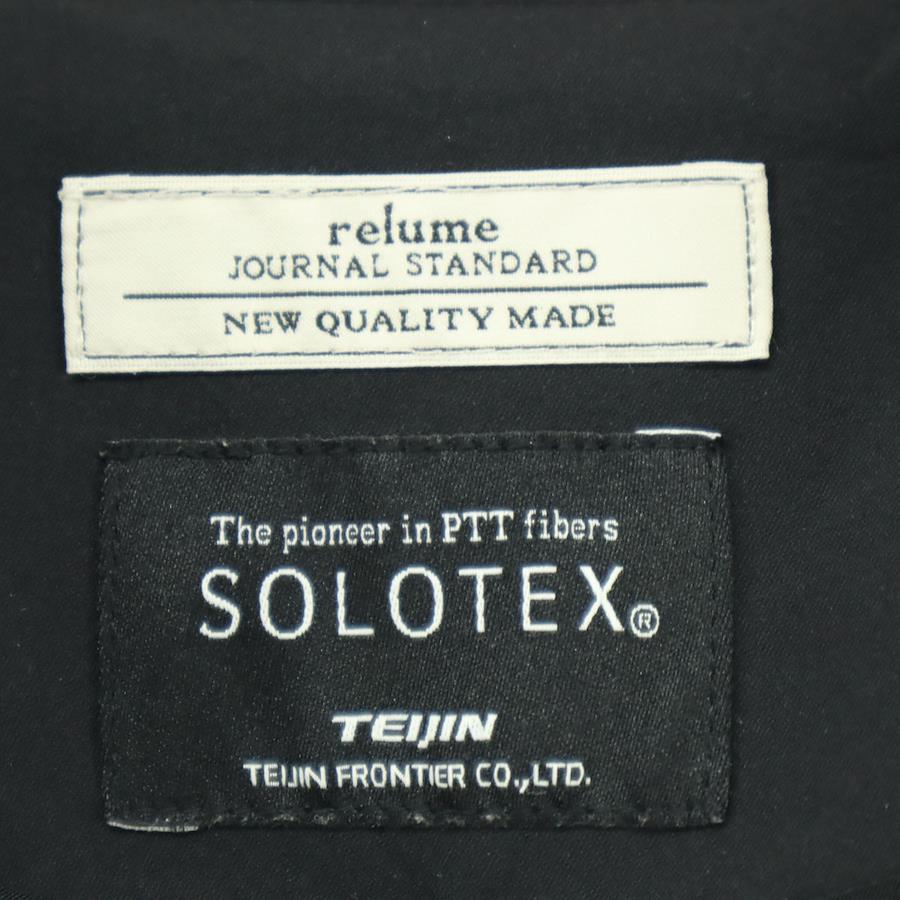 relume
JOURNAL STANDARD
NEW QUALITY MADE
The pioneer in PTT fibers
SOLOTEX®
TEIJIN
TEIJIN FRONTIER CO.,LTD.